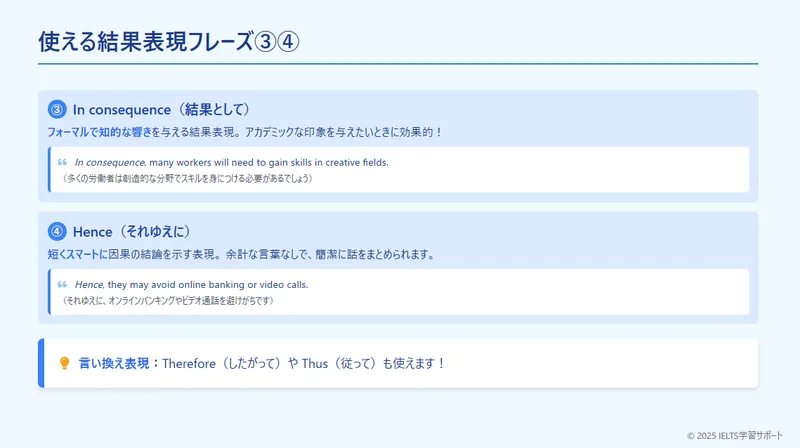 使える結果表現フレーズ③④
③ In consequence（結果として）
フォーマルで知的な響きを与える結果表現。アカデミックな印象を与えたいときに効果的！
In consequence, many workers will need to gain skills in creative fields.
（多くの労働者は創造的な分野でスキルを身につける必要があるでしょう）
④ Hence（それゆえに）
短くスマートに因果の結論を示す表現。余計な言葉なしで、簡潔に話をまとめられます。
Hence, they may avoid online banking or video calls.
（それゆえに、オンラインバンキングやビデオ通話を避けがちです）
言い換え表現：Therefore（したがって）や Thus（従って）も使えます！
© 2025 IELTS学習サポート